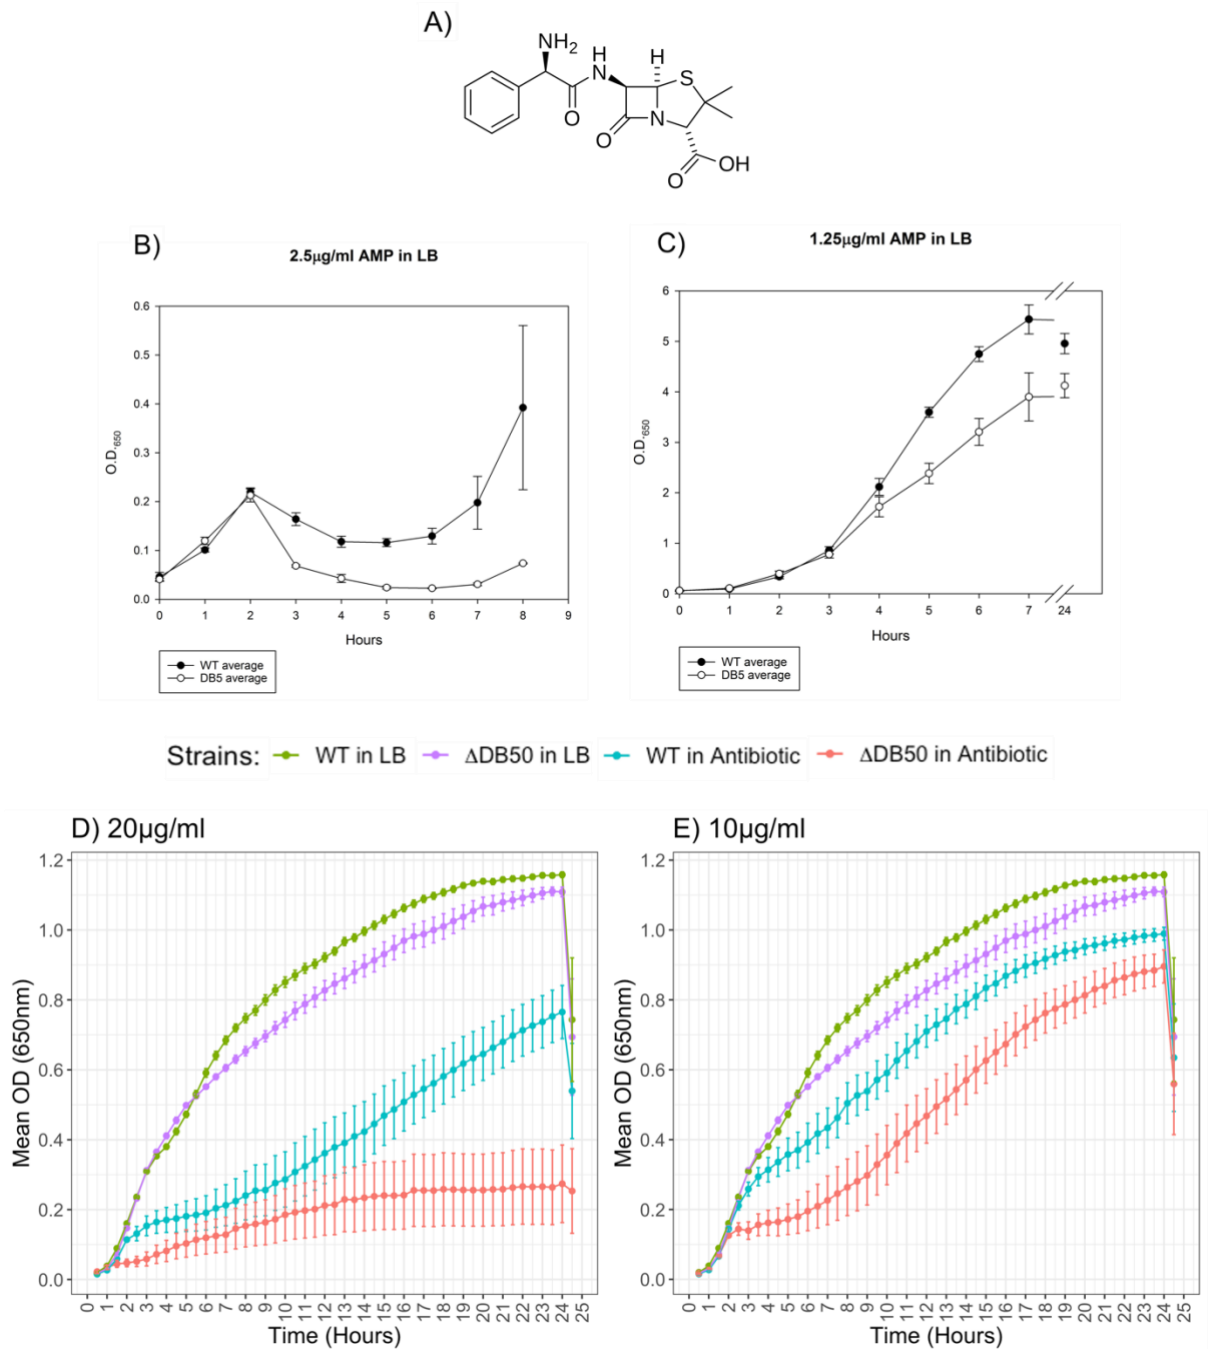 A)
NH2
H
N
H
S
O
O
N
O
OH
B)
2.5μg/ml AMP in LB
0.6
0.5
0.4
0.3
0.2
0.1
0.0
O.D.650
0 1 2 3 4 5 6 7 8 9
Hours
WT average
DB5 average
C)
1.25μg/ml AMP in LB
6
5
4
3
2
1
0
O.D.650
0 1 2 3 4 5 6 7 24
Hours
WT average
DB5 average
Strains: WT in LB ΔDB50 in LB WT in Antibiotic ΔDB50 in Antibiotic
D) 20μg/ml
1.2
1.0
0.8
0.6
0.4
0.2
0.0
Mean OD (650nm)
0 1 2 3 4 5 6 7 8 9 10 11 12 13 14 15 16 17 18 19 20 21 22 23 24 25
Time (Hours)
E) 10μg/ml
1.2
1.0
0.8
0.6
0.4
0.2
0.0
Mean OD (650nm)
0 1 2 3 4 5 6 7 8 9 10 11 12 13 14 15 16 17 18 19 20 21 22 23 24 25
Time (Hours)